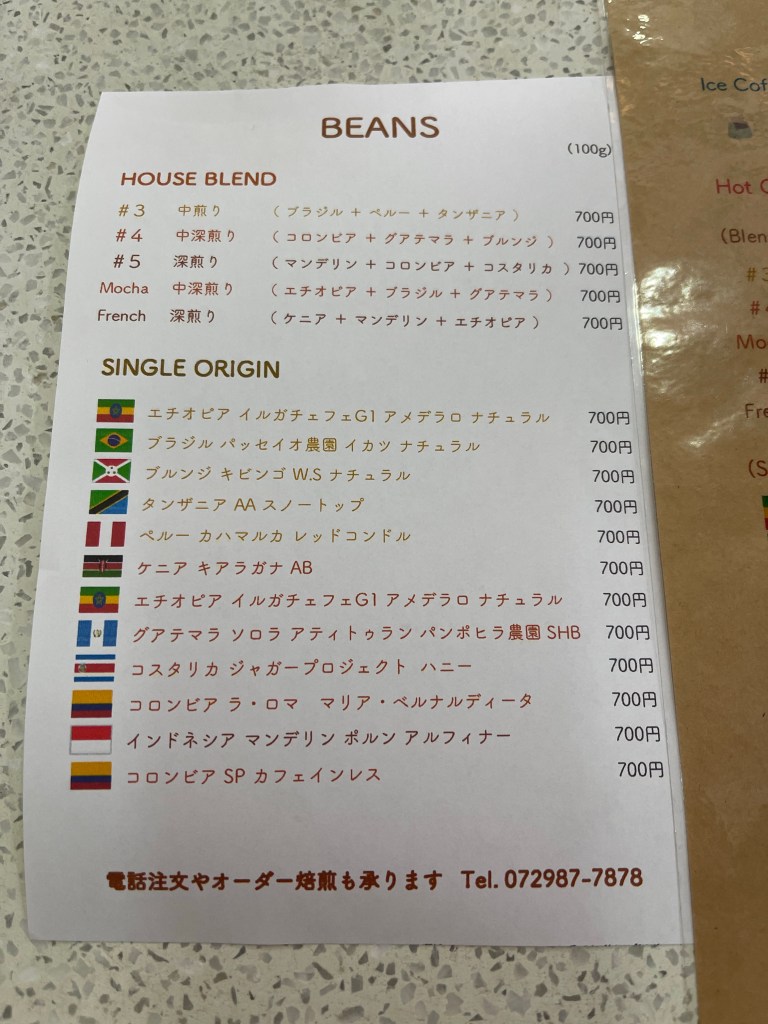 BEANS
(100g)
HOUSE BLEND
#3 中煎り ( ブラジル + ペルー + タンザニア ) 700円
#4 中深煎り ( コロンビア + グアテマラ + ブルンジ ) 700円
#5 深煎り ( マンデリン + コロンビア + コスタリカ ) 700円
Mocha 中深煎り ( エチオピア + ブラジル + グアテマラ ) 700円
French 深煎り ( ケニア + マンデリン + エチオピア ) 700円
SINGLE ORIGIN
エチオピア イルガチェフェG1 アメデラロ ナチュラル 700円
ブラジル パッセイオ農園 イカツ ナチュラル 700円
ブルンジ キビンゴ W.S ナチュラル 700円
タンザニア AA スノートップ 700円
ペルー カハマルカ レッドコンドル 700円
ケニア キアラガナ AB 700円
エチオピア イルガチェフェG1 アメデラロ ナチュラル 700円
グアテマラ ソロラ アティトゥラン パンポヒラ農園 SHB 700円
コスタリカ ジャガープロジェクト ハニー 700円
コロンビア ラ・ロマ マリア・ベルナルディータ 700円
インドネシア マンデリン ポルン アルフィナー 700円
コロンビア SP カフェインレス 700円
電話注文やオーダー焙煎も承ります Tel. 072987-7878
Ice
Hot